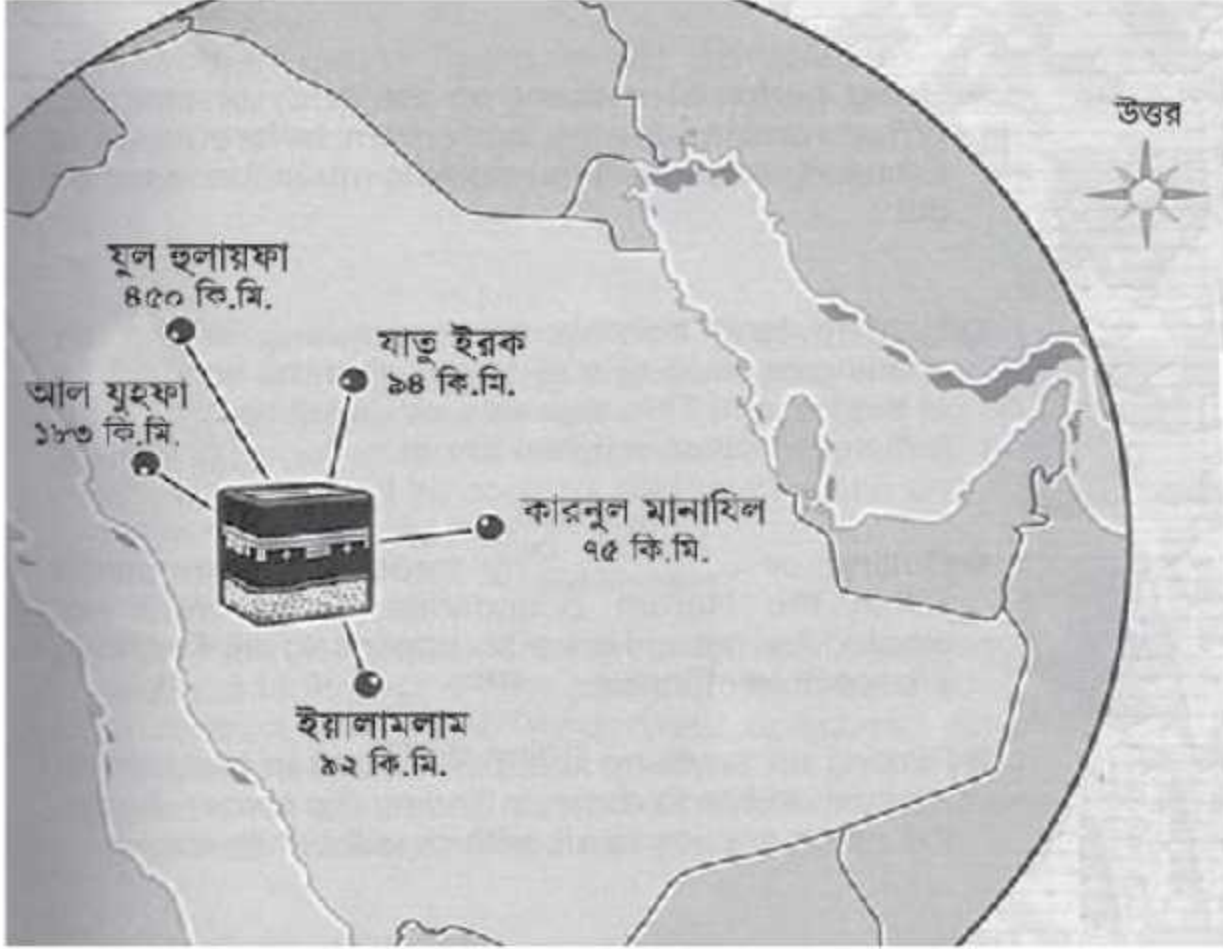 উত্তর
যুল হুলায়ফা
৪৫০ কি.মি.
যাতু ইরক
৯৪ কি.মি.
আল যুহফা
১৮৩ কি.মি.
কারনুল মানাযিল
৭৫ কি.মি.
ইয়ালামলাম
৯২ কি.মি.